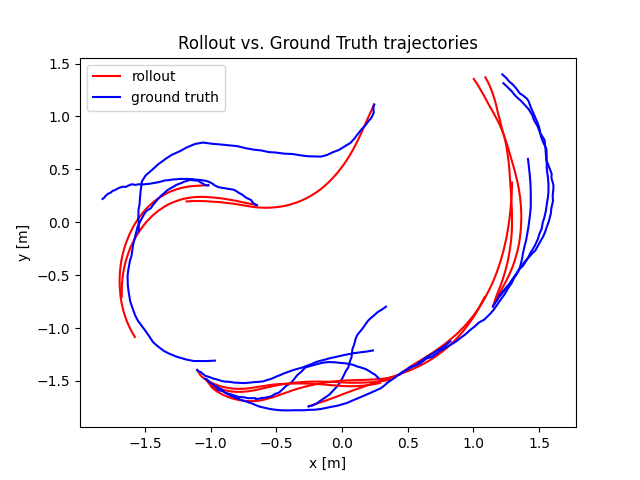 Rollout vs. Ground Truth trajectories
rollout
ground truth
1.5
1.0
0.5
0.0
−0.5
−1.0
−1.5
y [m]
−1.5 −1.0 −0.5 0.0 0.5 1.0 1.5
x [m]